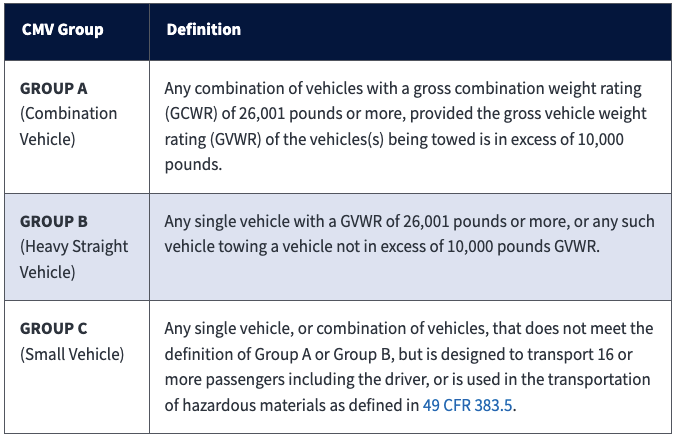 CMV Group
Definition
GROUP A
(Combination
Vehicle)
Any combination of vehicles with a gross combination weight rating
(GCWR) of 26,001 pounds or more, provided the gross vehicle weight
rating (GVWR) of the vehicles(s) being towed is in excess of 10,000
pounds.
GROUP B
(Heavy Straight
Vehicle)
Any single vehicle with a GVWR of 26,001 pounds or more, or any such
vehicle towing a vehicle not in excess of 10,000 pounds GVWR.
GROUP C
(Small Vehicle)
Any single vehicle, or combination of vehicles, that does not meet the
definition of Group A or Group B, but is designed to transport 16 or
more passengers including the driver, or is used in the transportation
of hazardous materials as defined in 49 CFR 383.5.